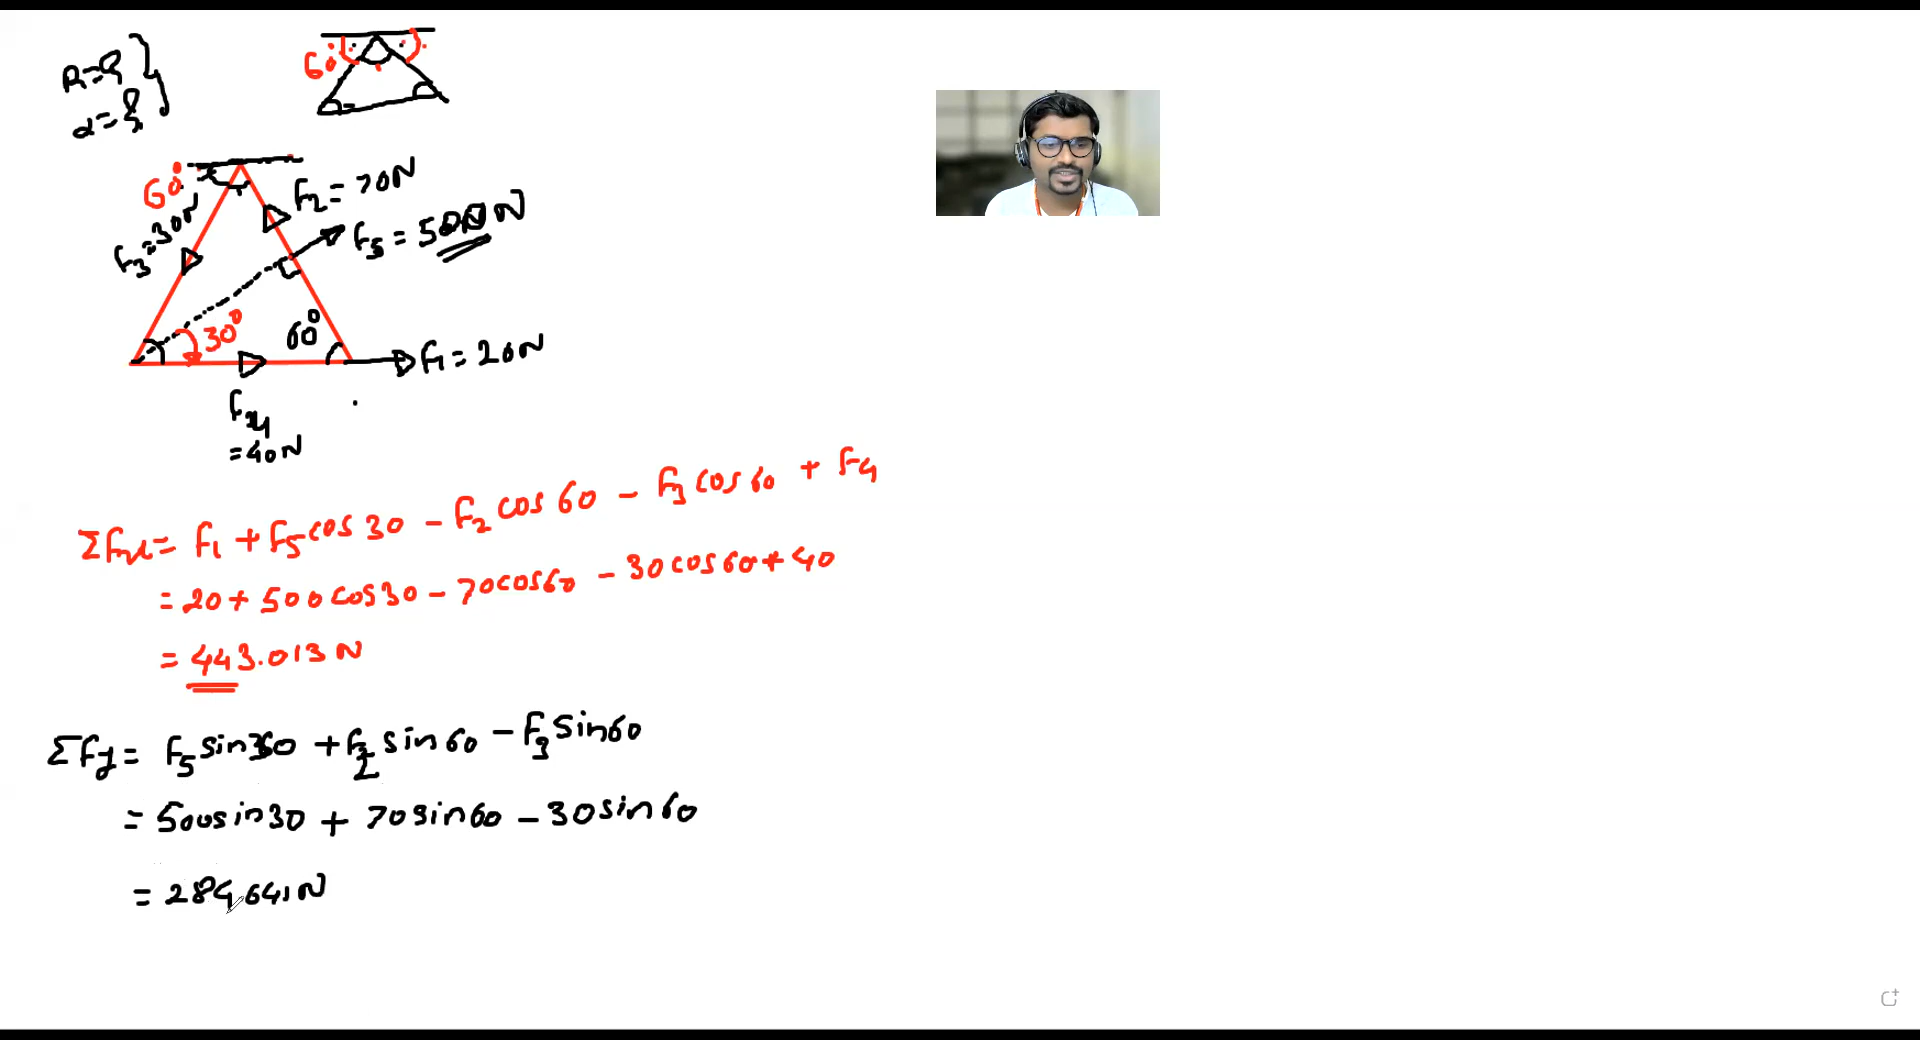 R=?
α=?
60°
60°
F2=70N
F3=30N
F5=500N
30°
60°
F1=20N
F4
=40N
ΣFx= F1 + F5 cos 30 - F2 cos 60 - F3 cos 60 + F4
= 20 + 500 cos 30 - 70 cos 60 - 30 cos 60 + 40
= 443.013 N
ΣFy= F5 sin 30 + F2 sin 60 - F3 sin 60
= 500 sin 30 + 70 sin 60 - 30 sin 60
= 284.641 N